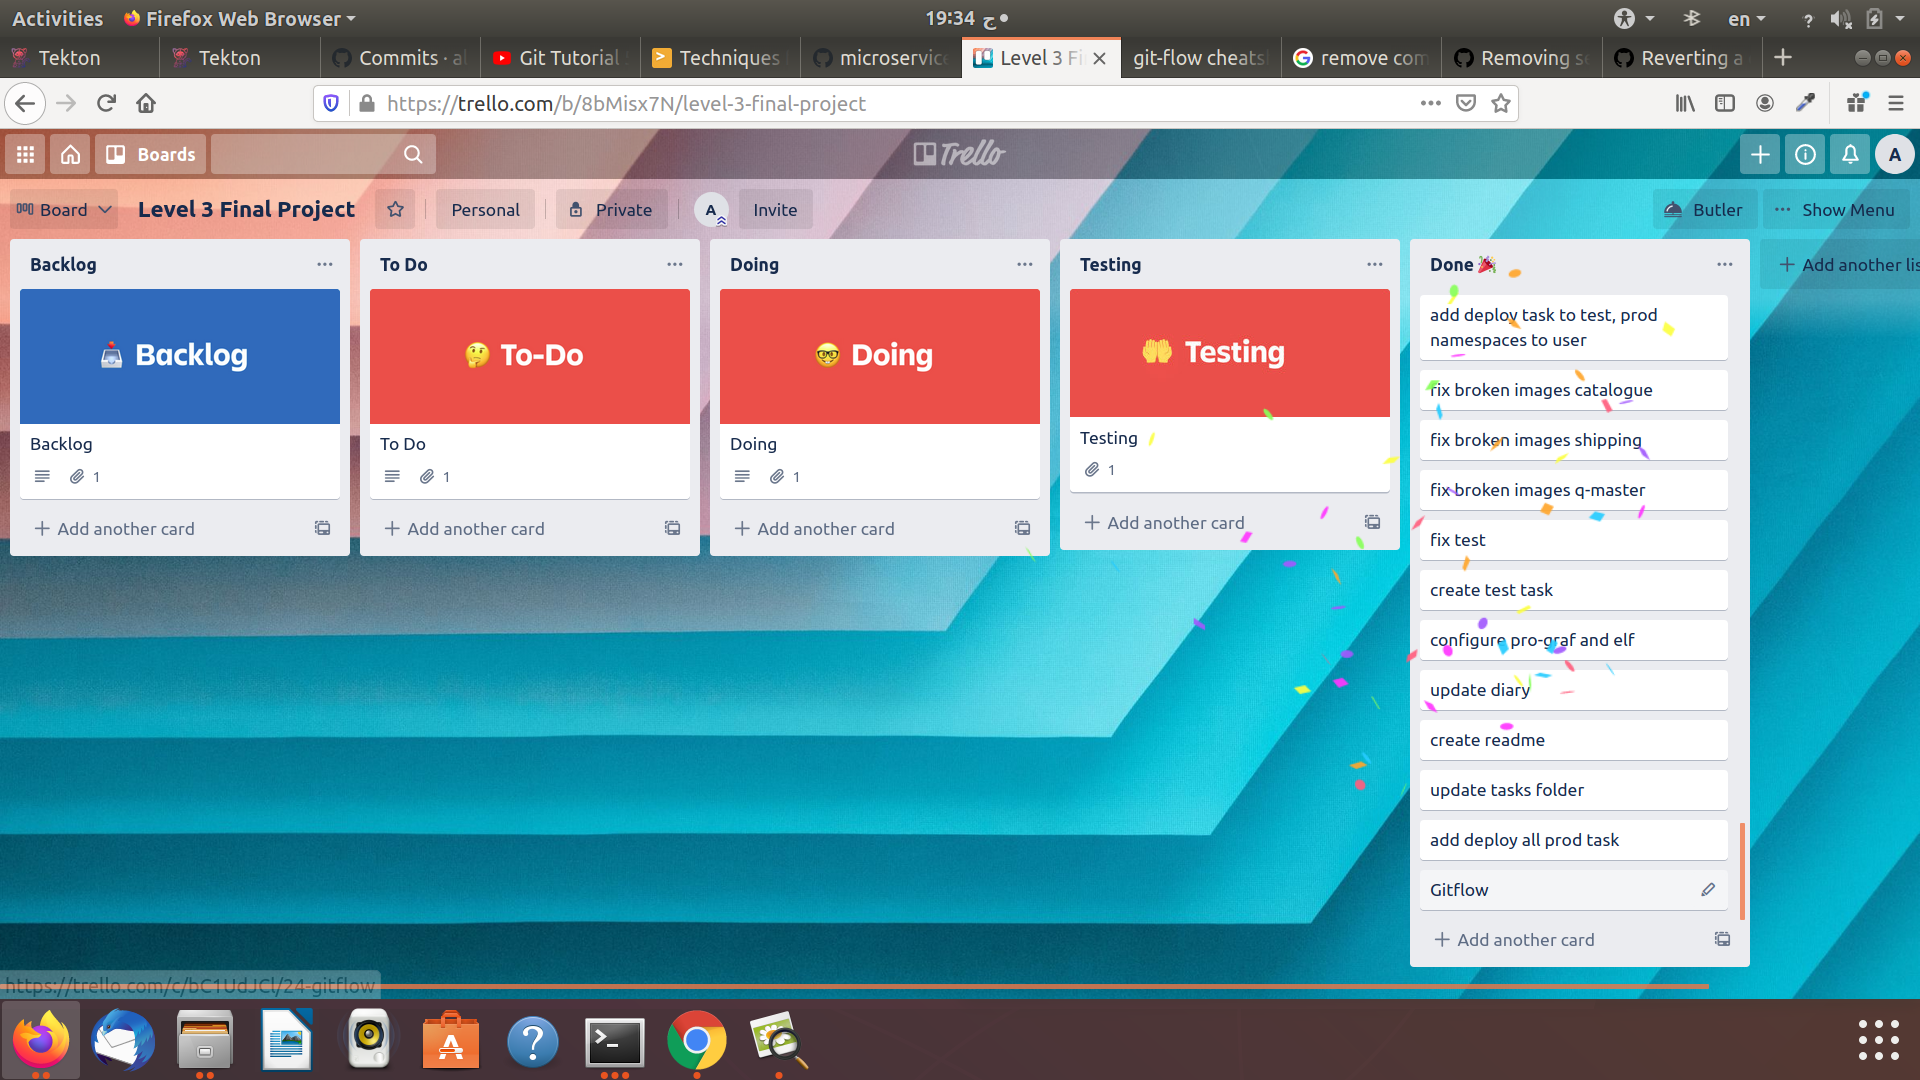 Activities
Firefox Web Browser
19:34 ج
en
?
Tekton
Tekton
Commits · al
Git Tutorial
Techniques
microservice
Level 3 Fi
git-flow cheats
remove com
Removing se
Reverting a
https://trello.com/b/8bMisx7N/level-3-final-project
Boards
Trello
A
Board
Level 3 Final Project
Personal
Private
A
Invite
Butler
Show Menu
Backlog
Backlog
Backlog
1
Add another card
To Do
To-Do
To Do
1
Add another card
Doing
Doing
Doing
1
Add another card
Testing
Testing
Testing
1
Add another card
Done
add deploy task to test, prod
namespaces to user
fix broken images catalogue
fix broken images shipping
fix broken images q-master
fix test
create test task
configure pro-graf and elf
update diary
create readme
update tasks folder
add deploy all prod task
Gitflow
Add another card
Add another lis
https://trello.com/c/bC1UdJCl/24-gitflow